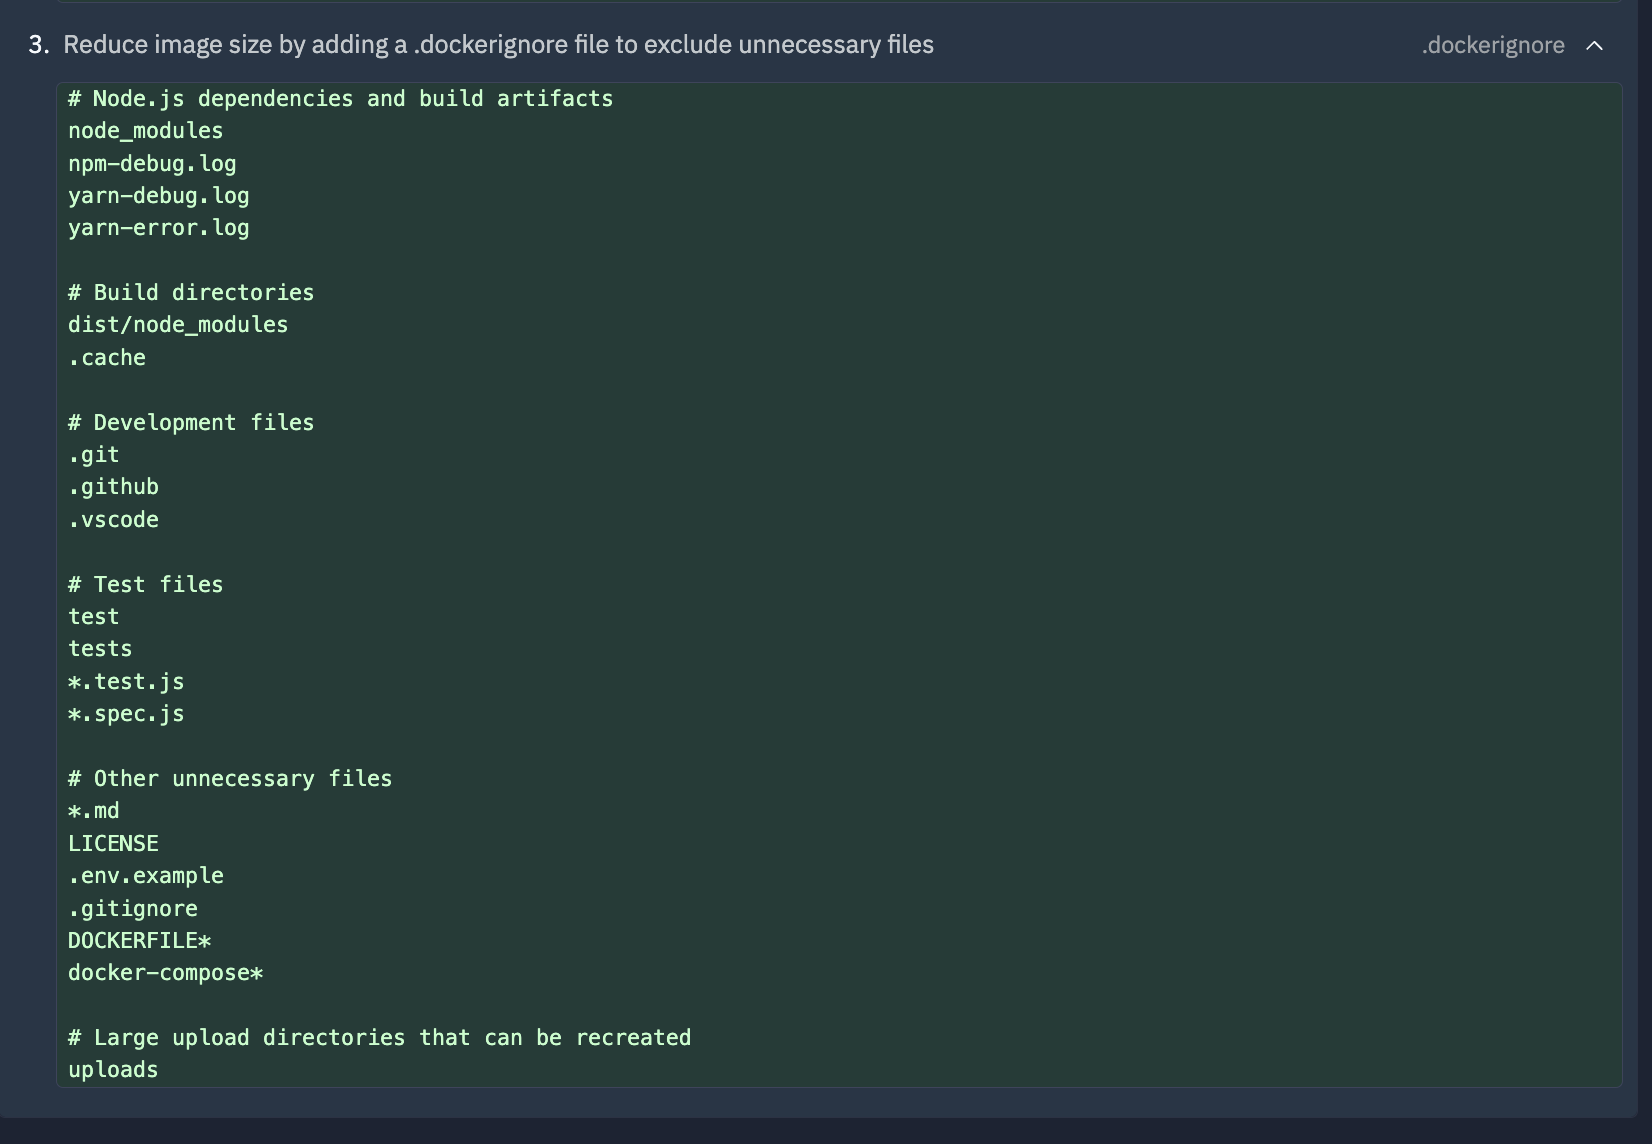 3. Reduce image size by adding a .dockerignore file to exclude unnecessary files .dockerignore
# Node.js dependencies and build artifacts
node_modules
npm-debug.log
yarn-debug.log
yarn-error.log

# Build directories
dist/node_modules
.cache

# Development files
.git
.github
.vscode

# Test files
test
tests
*.test.js
*.spec.js

# Other unnecessary files
*.md
LICENSE
.env.example
.gitignore
DOCKERFILE*
docker-compose*

# Large upload directories that can be recreated
uploads